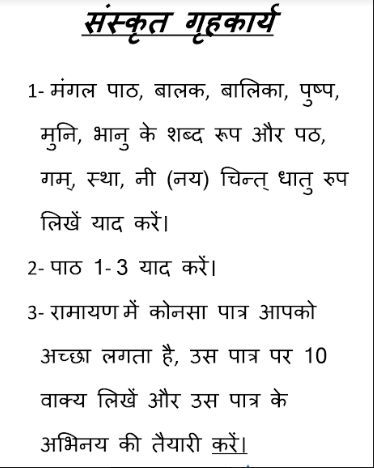 संस्कृत गृहकार्य
1- मंगल पाठ, बालक, बालिका, पुष्प,
मुनि, भानु के शब्द रूप और पठ,
गम्, स्था, नी (नय) चिन्त् धातु रुप
लिखें याद करें।
2- पाठ 1-3 याद करें।
3- रामायण में कोनसा पात्र आपको
अच्छा लगता है, उस पात्र पर 10
वाक्य लिखें और उस पात्र के
अभिनय की तैयारी करें।